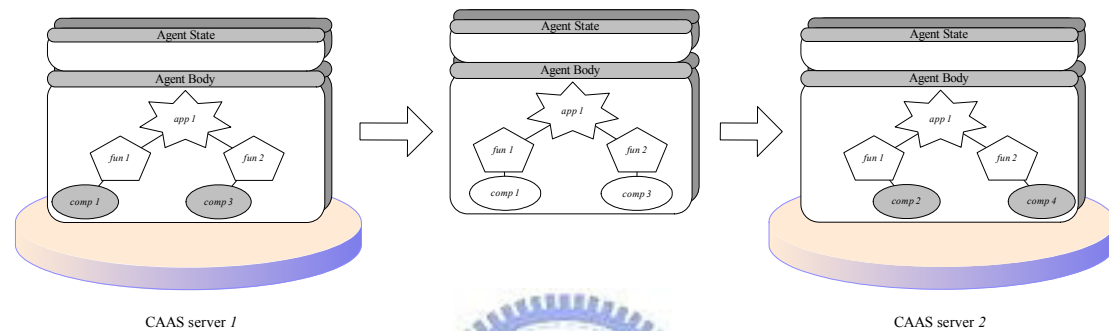 Agent State
Agent Body
app 1
fun 1
fun 2
comp 1
comp 3
CAAS server 1
Agent State
Agent Body
app 1
fun 1
fun 2
comp 1
comp 3
Agent State
Agent Body
app 1
fun 1
fun 2
comp 2
comp 4
CAAS server 2